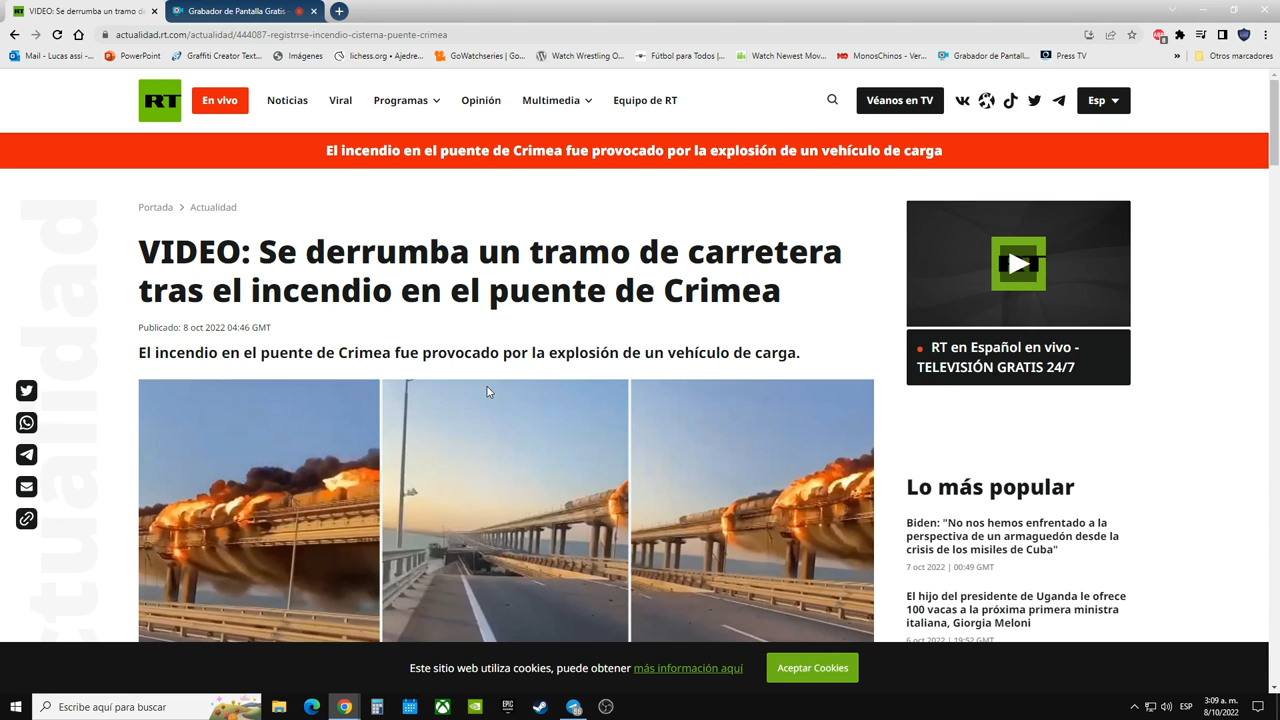 VIDEO: Se derrumba un tramo d
Grabador de Pantalla Gratis
actualidad.rt.com/actualidad/444087-registrrse-incendio-cisterna-puente-crimea
Mail - Lucas assi -...
PowerPoint
Graffiti Creator Text...
Imágenes
lichess.org • Ajedre...
GoWatchseries | Go...
Watch Wrestling O...
Fútbol para Todos |...
Watch Newest Mov...
MonosChinos - Ver...
Grabador de Pantall...
Press TV
»
Otros marcadores
RT
En vivo
Noticias
Viral
Programas
Opinión
Multimedia
Equipo de RT
Véanos en TV
Esp
El incendio en el puente de Crimea fue provocado por la explosión de un vehículo de carga
Portada > Actualidad
actualidad
VIDEO: Se derrumba un tramo de carretera
tras el incendio en el puente de Crimea
Publicado: 8 oct 2022 04:46 GMT
El incendio en el puente de Crimea fue provocado por la explosión de un vehículo de carga.
RT
RT en Español en vivo -
TELEVISIÓN GRATIS 24/7
Lo más popular
Biden: "No nos hemos enfrentado a la
perspectiva de un armaguedón desde la
crisis de los misiles de Cuba"
7 oct 2022 | 00:49 GMT
El hijo del presidente de Uganda le ofrece
100 vacas a la próxima primera ministra
italiana, Giorgia Meloni
6 oct 2022 | 19:52 GMT
Este sitio web utiliza cookies, puede obtener más información aquí
Aceptar Cookies
Escribe aquí para buscar
EPIC
ESP
3:09 a. m.
8/10/2022